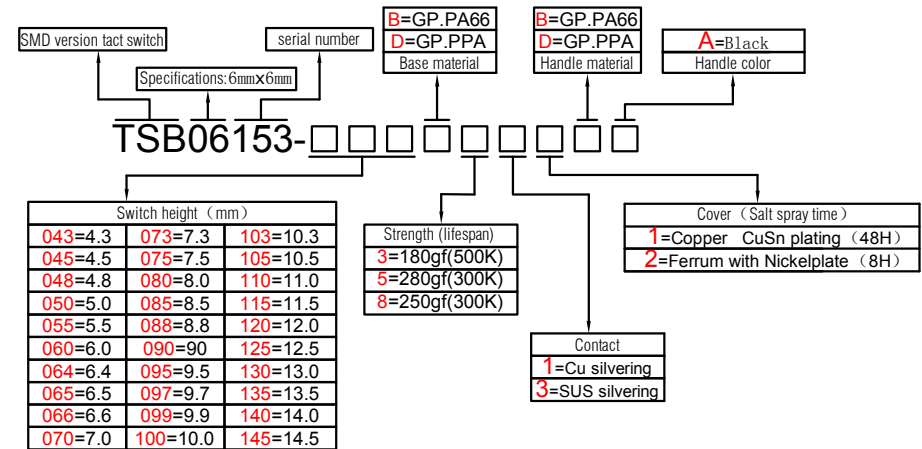 B=GP.PA66
D=GP.PPA
Base material
B=GP.PA66
D=GP.PPA
Handle material
SMD version tact switch
serial number
A=Black
Handle color
Specifications:6mmx6mm
TSB06153-□□□□□□□□□
Switch height（mm）
043=4.3 073=7.3 103=10.3
045=4.5 075=7.5 105=10.5
048=4.8 080=8.0 110=11.0
050=5.0 085=8.5 115=11.5
055=5.5 088=8.8 120=12.0
060=6.0 090=90 125=12.5
064=6.4 095=9.5 130=13.0
065=6.5 097=9.7 135=13.5
066=6.6 099=9.9 140=14.0
070=7.0 100=10.0 145=14.5
Strength (lifespan)
3=180gf(500K)
5=280gf(300K)
8=250gf(300K)
Cover（Salt spray time）
1=Copper CuSn plating（48H）
2=Ferrum with Nickelplate（8H）
Contact
1=Cu silvering
3=SUS silvering